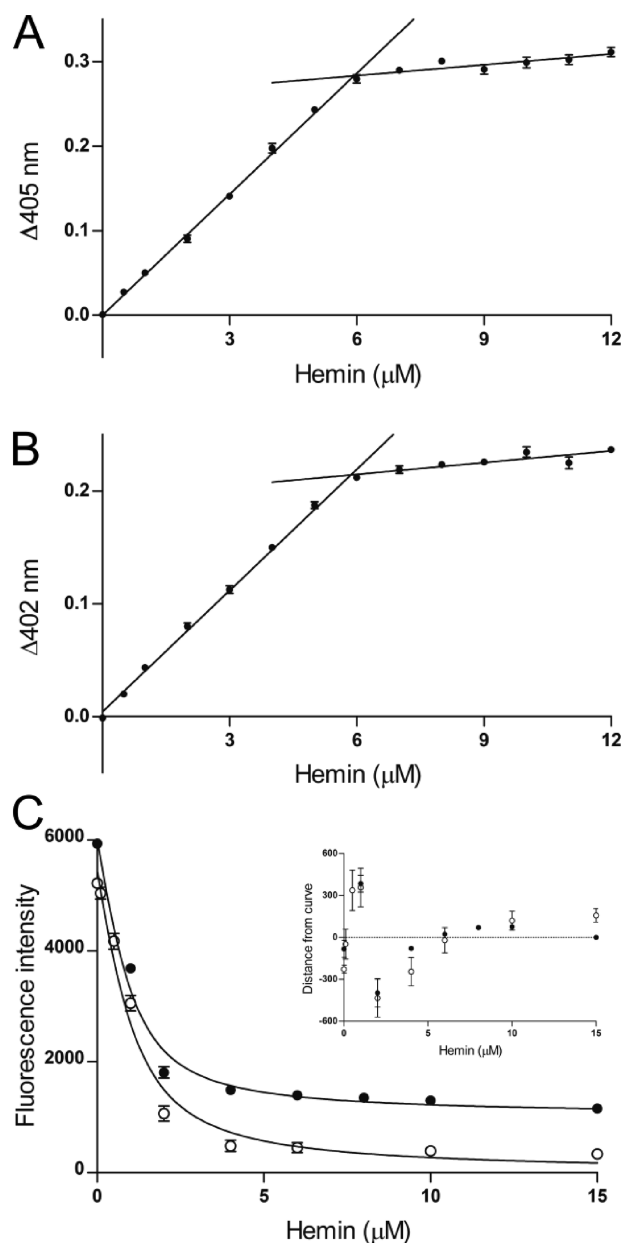 A
Δ405 nm
0.3
0.2
0.1
0.0
3 6 9 12
Hemin (μM)
B
Δ402 nm
0.2
0.1
0.0
3 6 9 12
Hemin (μM)
C
Fluorescence intensity
6000
4000
2000
0
0 5 10 15
Hemin (μM)
Distance from curve
600
300
0
-300
-600
0 5 10 15
Hemin (μM)